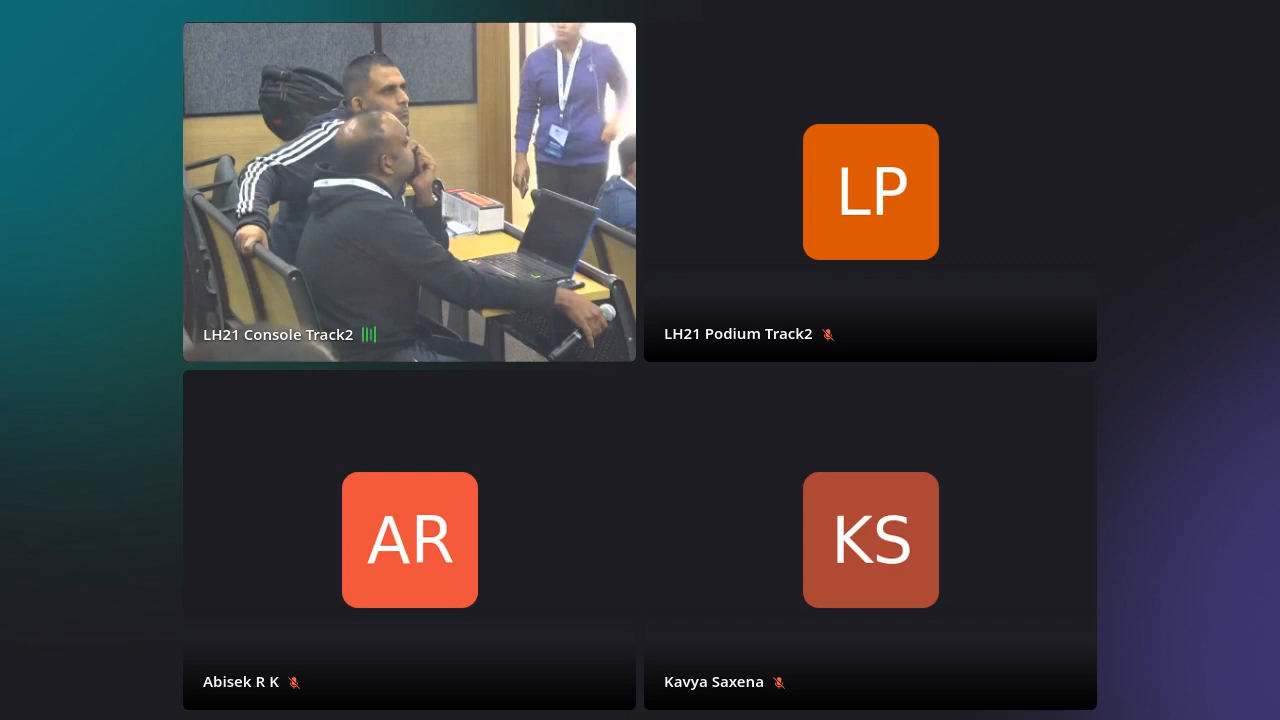 LP
LH21 Console Track2
LH21 Podium Track2
AR
KS
Abisek R K
Kavya Saxena